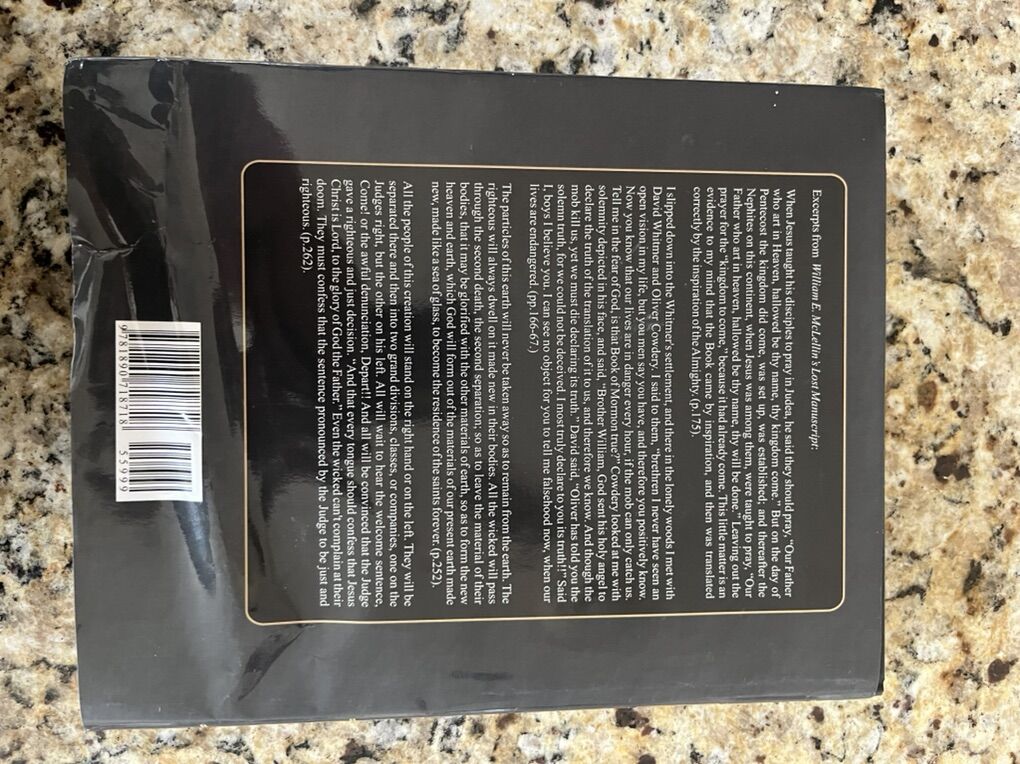 Excerpts from William E. McLellin's Lost Manuscript:
When Jesus taught his disciples to pray in Judea, he said they should pray, "Our Father
who art in Heaven, hallowed be thy name, thy kingdom come." But on the day of
Pentecost the kingdom did come, was set up, was established, and thereafter the
Nephites on this continent, when Jesus was among them, were taught to pray, "Our
Father who art in heaven, hallowed be thy name, thy will be done." Leaving out the
prayer for the "kingdom to come," because it had already come. This little matter is an
evidence to my mind that the Book came by inspiration, and then was translated
correctly by the inspiration of the Almighty. (p.175).
I slipped down into the Whitmer's settlement, and there in the lonely woods I met with
David Whitmer and Oliver Cowdery. I said to them, "brethren I never have seen an
open vision in my life, but you men say you have, and therefore you positively know.
Now you know that our lives are in danger every hour, if the mob can only catch us.
Tell me in the fear of God, is that Book of Mormon true?" Cowdery looked at me with
solemnity depicted in his face, and said, "Brother William, God sent his holy angel to
declare the truth of the translation of it to us, and therefore we know. And though the
mob kill us, yet we must die declaring its truth." David said, "Oliver has told you the
solemn truth, for we could not be deceived. I most truly declare to you its truth!!" Said
I, boys I believe you. I can see no object for you to tell me falsehood now, when our
lives are endangered. (pp.166-67.)
The particles of this earth will never be taken away so as to remain from the earth. The
righteous will always dwell on it made new in their bodies. All the wicked will pass
through the second death, the second separation; so as to leave the material of their
bodies, that it may be glorified with the other materials of earth, so as to form the new
heaven and earth, which God will form out of the materials of our present earth made
new, made like a sea of glass, to become the residence of the saints forever. (p.252).
All the people of this creation will stand on the right hand or on the left. They will be
separated there and then into two grand divisions, classes, or companies, one on the
Judges right, but the other on his left. All will wait to hear the welcome sentence,
Come! or the awful denunciation, Depart!! And all will be convinced that the Judge
gave a righteous and just decision. "And that every tongue should confess that Jesus
Christ is Lord, to the glory of God the Father." Even the wicked can't complain at their
doom. They must confess that the sentence pronounced by the Judge to be just and
righteous. (p.262).
9 781890 718718 55999